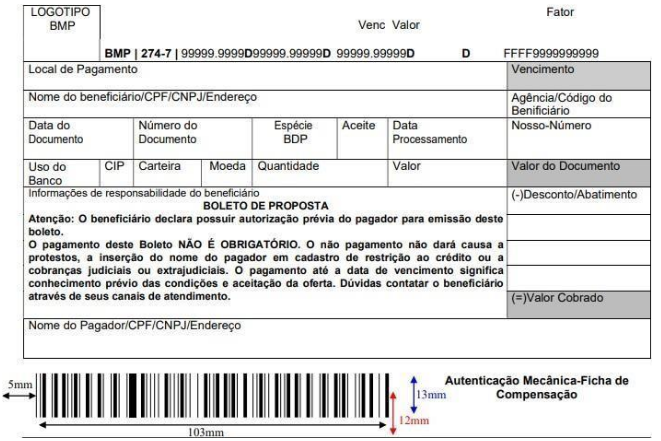 LOGOTIPO
BMP
Venc Valor
Fator
BMP | 274-7 | 99999.9999D99999.99999D 99999.99999D D FFFF9999999999
Local de Pagamento
Vencimento
Nome do beneficiário/CPF/CNPJ/Endereço
Agência/Código do
Benificiário
Data do
Documento
Número do
Documento
Espécie
BDP
Aceite
Data
Processamento
Nosso-Número
Uso do
Banco
CIP
Carteira
Moeda
Quantidade
Valor
Valor do Documento
Informações de responsabilidade do beneficiário
BOLETO DE PROPOSTA
Atenção: O beneficiário declara possuir autorização prévia do pagador para emissão deste
boleto.
O pagamento deste Boleto NÃO É OBRIGATÓRIO. O não pagamento não dará causa a
protestos, a inserção do nome do pagador em cadastro de restrição ao crédito ou a
cobranças judiciais ou extrajudiciais. O pagamento até a data de vencimento significa
conhecimento prévio das condições e aceitação da oferta. Dúvidas contatar o beneficiário
através de seus canais de atendimento.
(-)Desconto/Abatimento
(=)Valor Cobrado
Nome do Pagador/CPF/CNPJ/Endereço
5mm
13mm
12mm
103mm
Autenticação Mecânica-Ficha de
Compensação